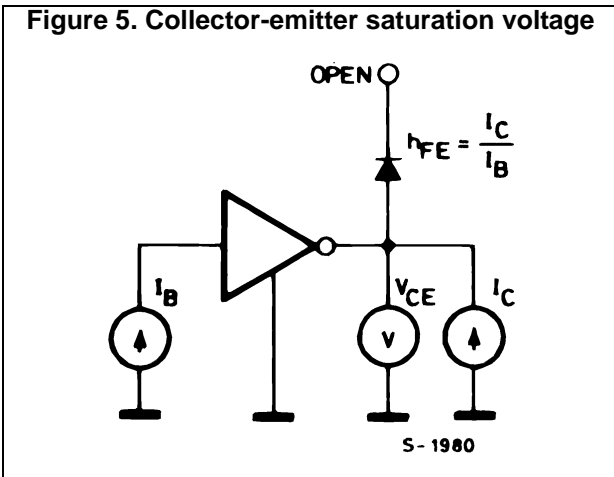 Figure 5. Collector-emitter saturation voltage
OPEN
hFE = IC / IB
IB
VCE
IC
V
S-1980